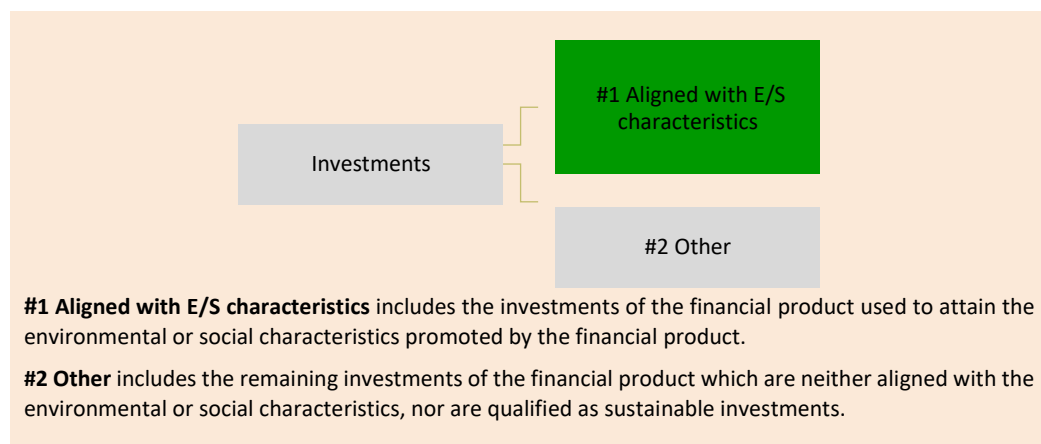 #1 Aligned with E/S
characteristics
Investments
#2 Other
#1 Aligned with E/S characteristics includes the investments of the financial product used to attain the
environmental or social characteristics promoted by the financial product.
#2 Other includes the remaining investments of the financial product which are neither aligned with the
environmental or social characteristics, nor are qualified as sustainable investments.